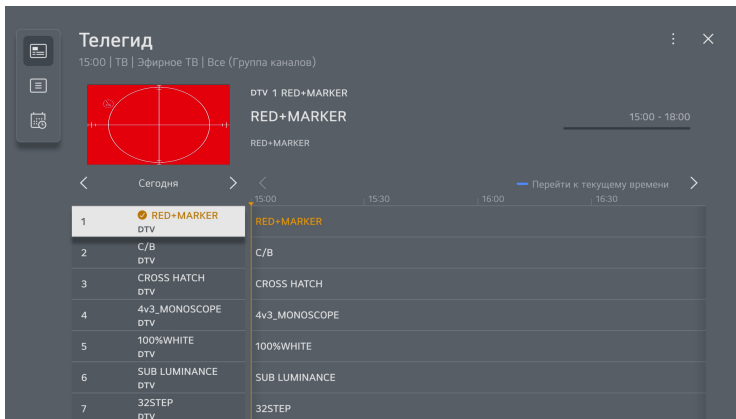 Телегид
15:00 | ТВ | Эфирное ТВ | Все (Группа каналов)
DTV 1 RED+MARKER
RED+MARKER
15:00 - 18:00
RED+MARKER
Сегодня
Перейти к текущему времени
15:00 15:30 16:00 16:30
1 RED+MARKER RED+MARKER
DTV
2 C/B C/B
DTV
3 CROSS HATCH CROSS HATCH
DTV
4 4v3_MONOSCOPE 4v3_MONOSCOPE
DTV
5 100%WHITE 100%WHITE
DTV
6 SUB LUMINANCE SUB LUMINANCE
DTV
7 32STEP 32STEP
DTV